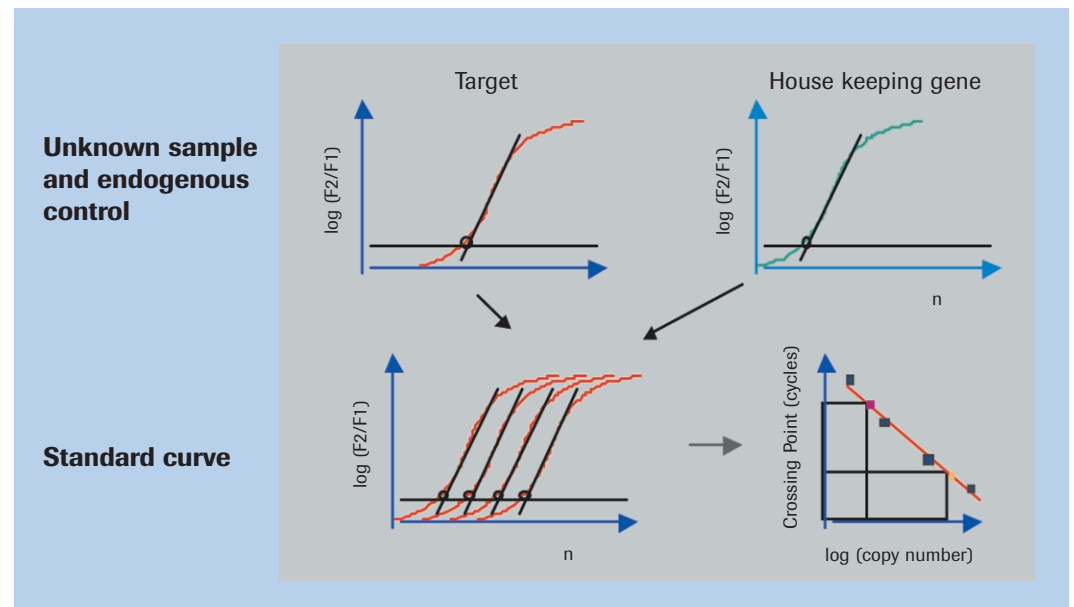 Target
House keeping gene
Unknown sample
and endogenous
control
log (F2/F1)
log (F2/F1)
n
Standard curve
log (F2/F1)
n
Crossing Point (cycles)
log (copy number)